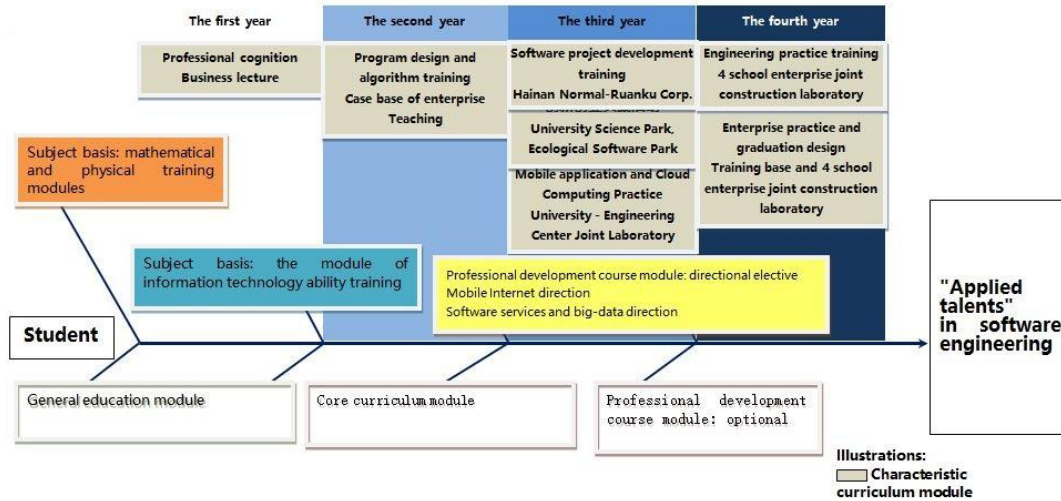 The first year
The second year
The third year
The fourth year
Professional cognition
Business lecture
Program design and
algorithm training
Case base of enterprise
Teaching
Software project development
training
Hainan Normal-Ruanku Corp.
University Science Park,
Ecological Software Park
Mobile application and Cloud
Computing Practice
University - Engineering
Center Joint Laboratory
Engineering practice training
4 school enterprise joint
construction laboratory
Enterprise practice and
graduation design
Training base and 4 school
enterprise joint construction
laboratory
Subject basis: mathematical
and physical training
modules
Subject basis: the module of
information technology ability training
Professional development course module: directional elective
Mobile Internet direction
Software services and big-data direction
Student
"Applied
talents"
in software
engineering
General education module
Core curriculum module
Professional development
course module: optional
Illustrations:
Characteristic
curriculum module